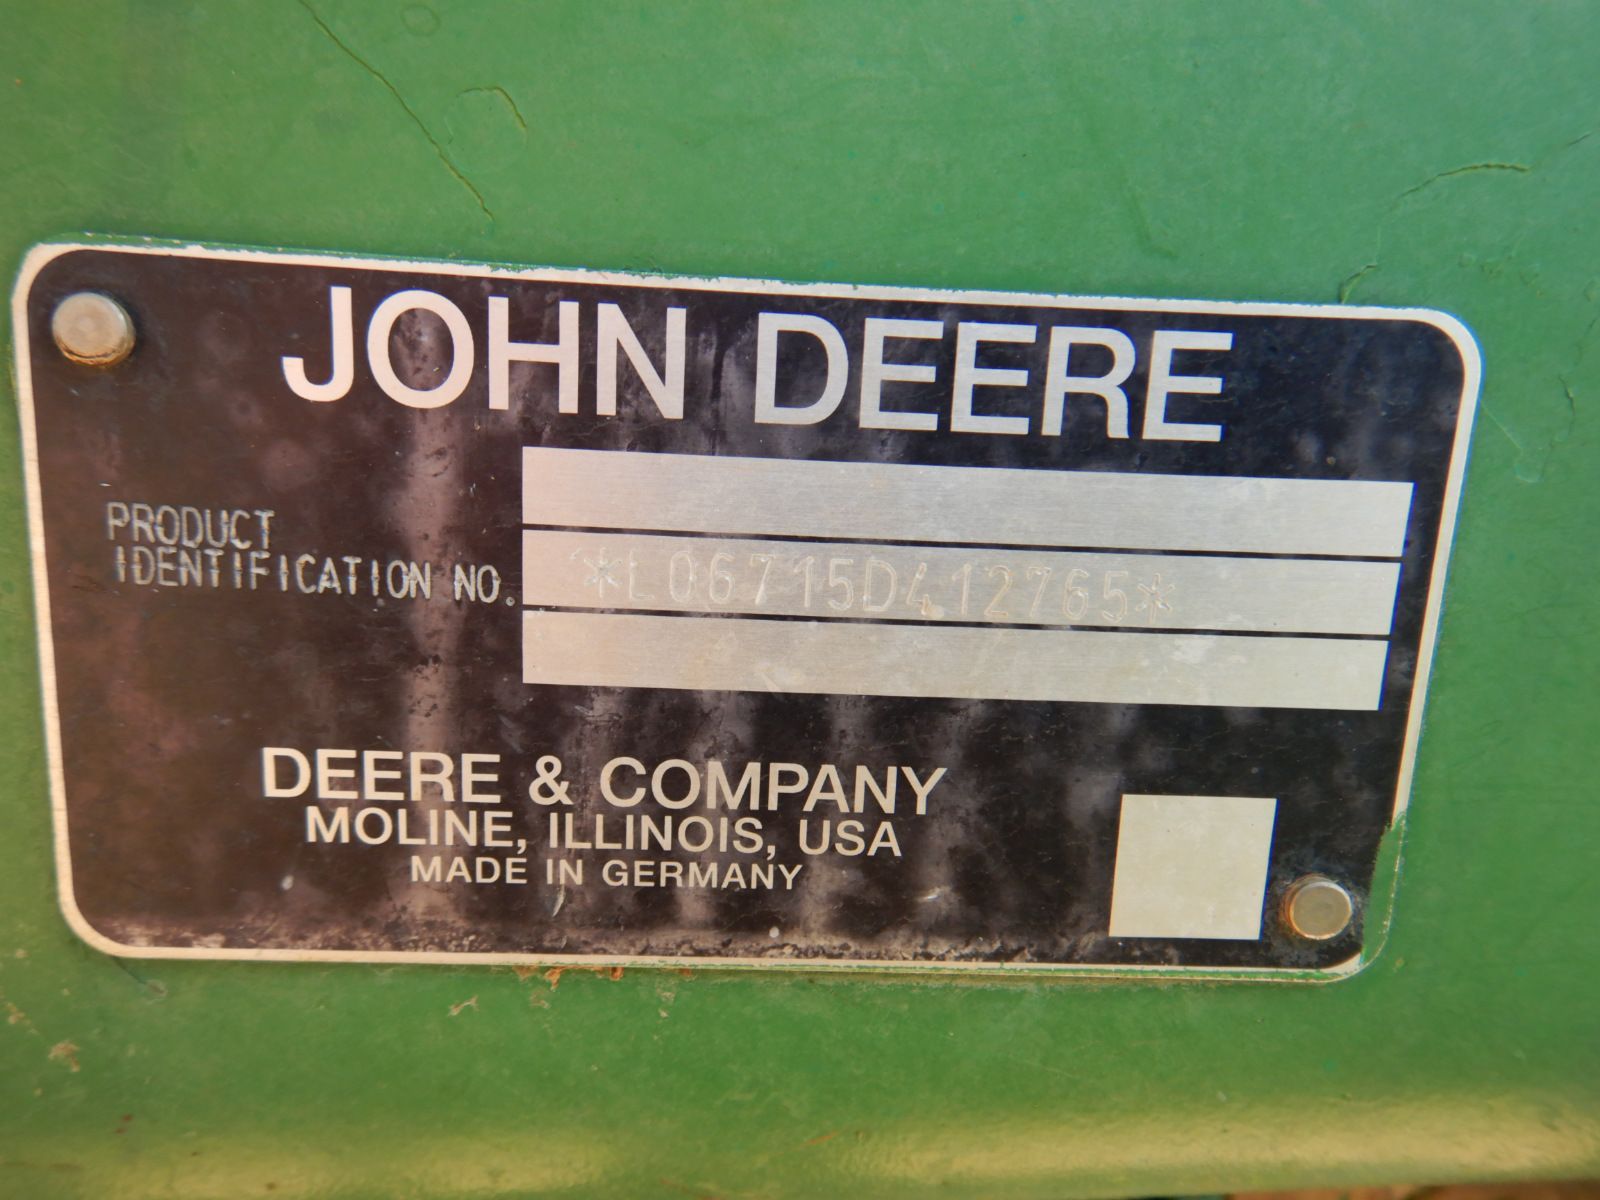 JOHN DEERE
PRODUCT
IDENTIFICATION NO. *L06715D412765*
DEERE & COMPANY
MOLINE, ILLINOIS, USA
MADE IN GERMANY